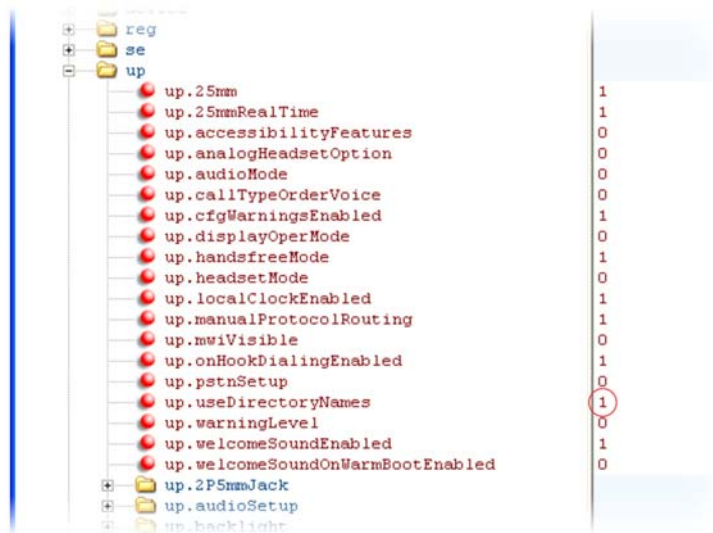 reg
se
up
up.25mm 1
up.25mmRealTime 1
up.accessibilityFeatures 0
up.analogHeadsetOption 0
up.audioMode 0
up.callTypeOrderVoice 0
up.cfgWarningsEnabled 1
up.displayOperMode 0
up.handsfreeMode 1
up.headsetMode 0
up.localClockEnabled 1
up.manualProtocolRouting 1
up.mwiVisible 0
up.onHookDialingEnabled 1
up.pstnSetup 0
up.useDirectoryNames 1
up.warningLevel 0
up.welcomeSoundEnabled 1
up.welcomeSoundOnWarmBootEnabled 0
up.2P5mmJack
up.audioSetup
up.backlight